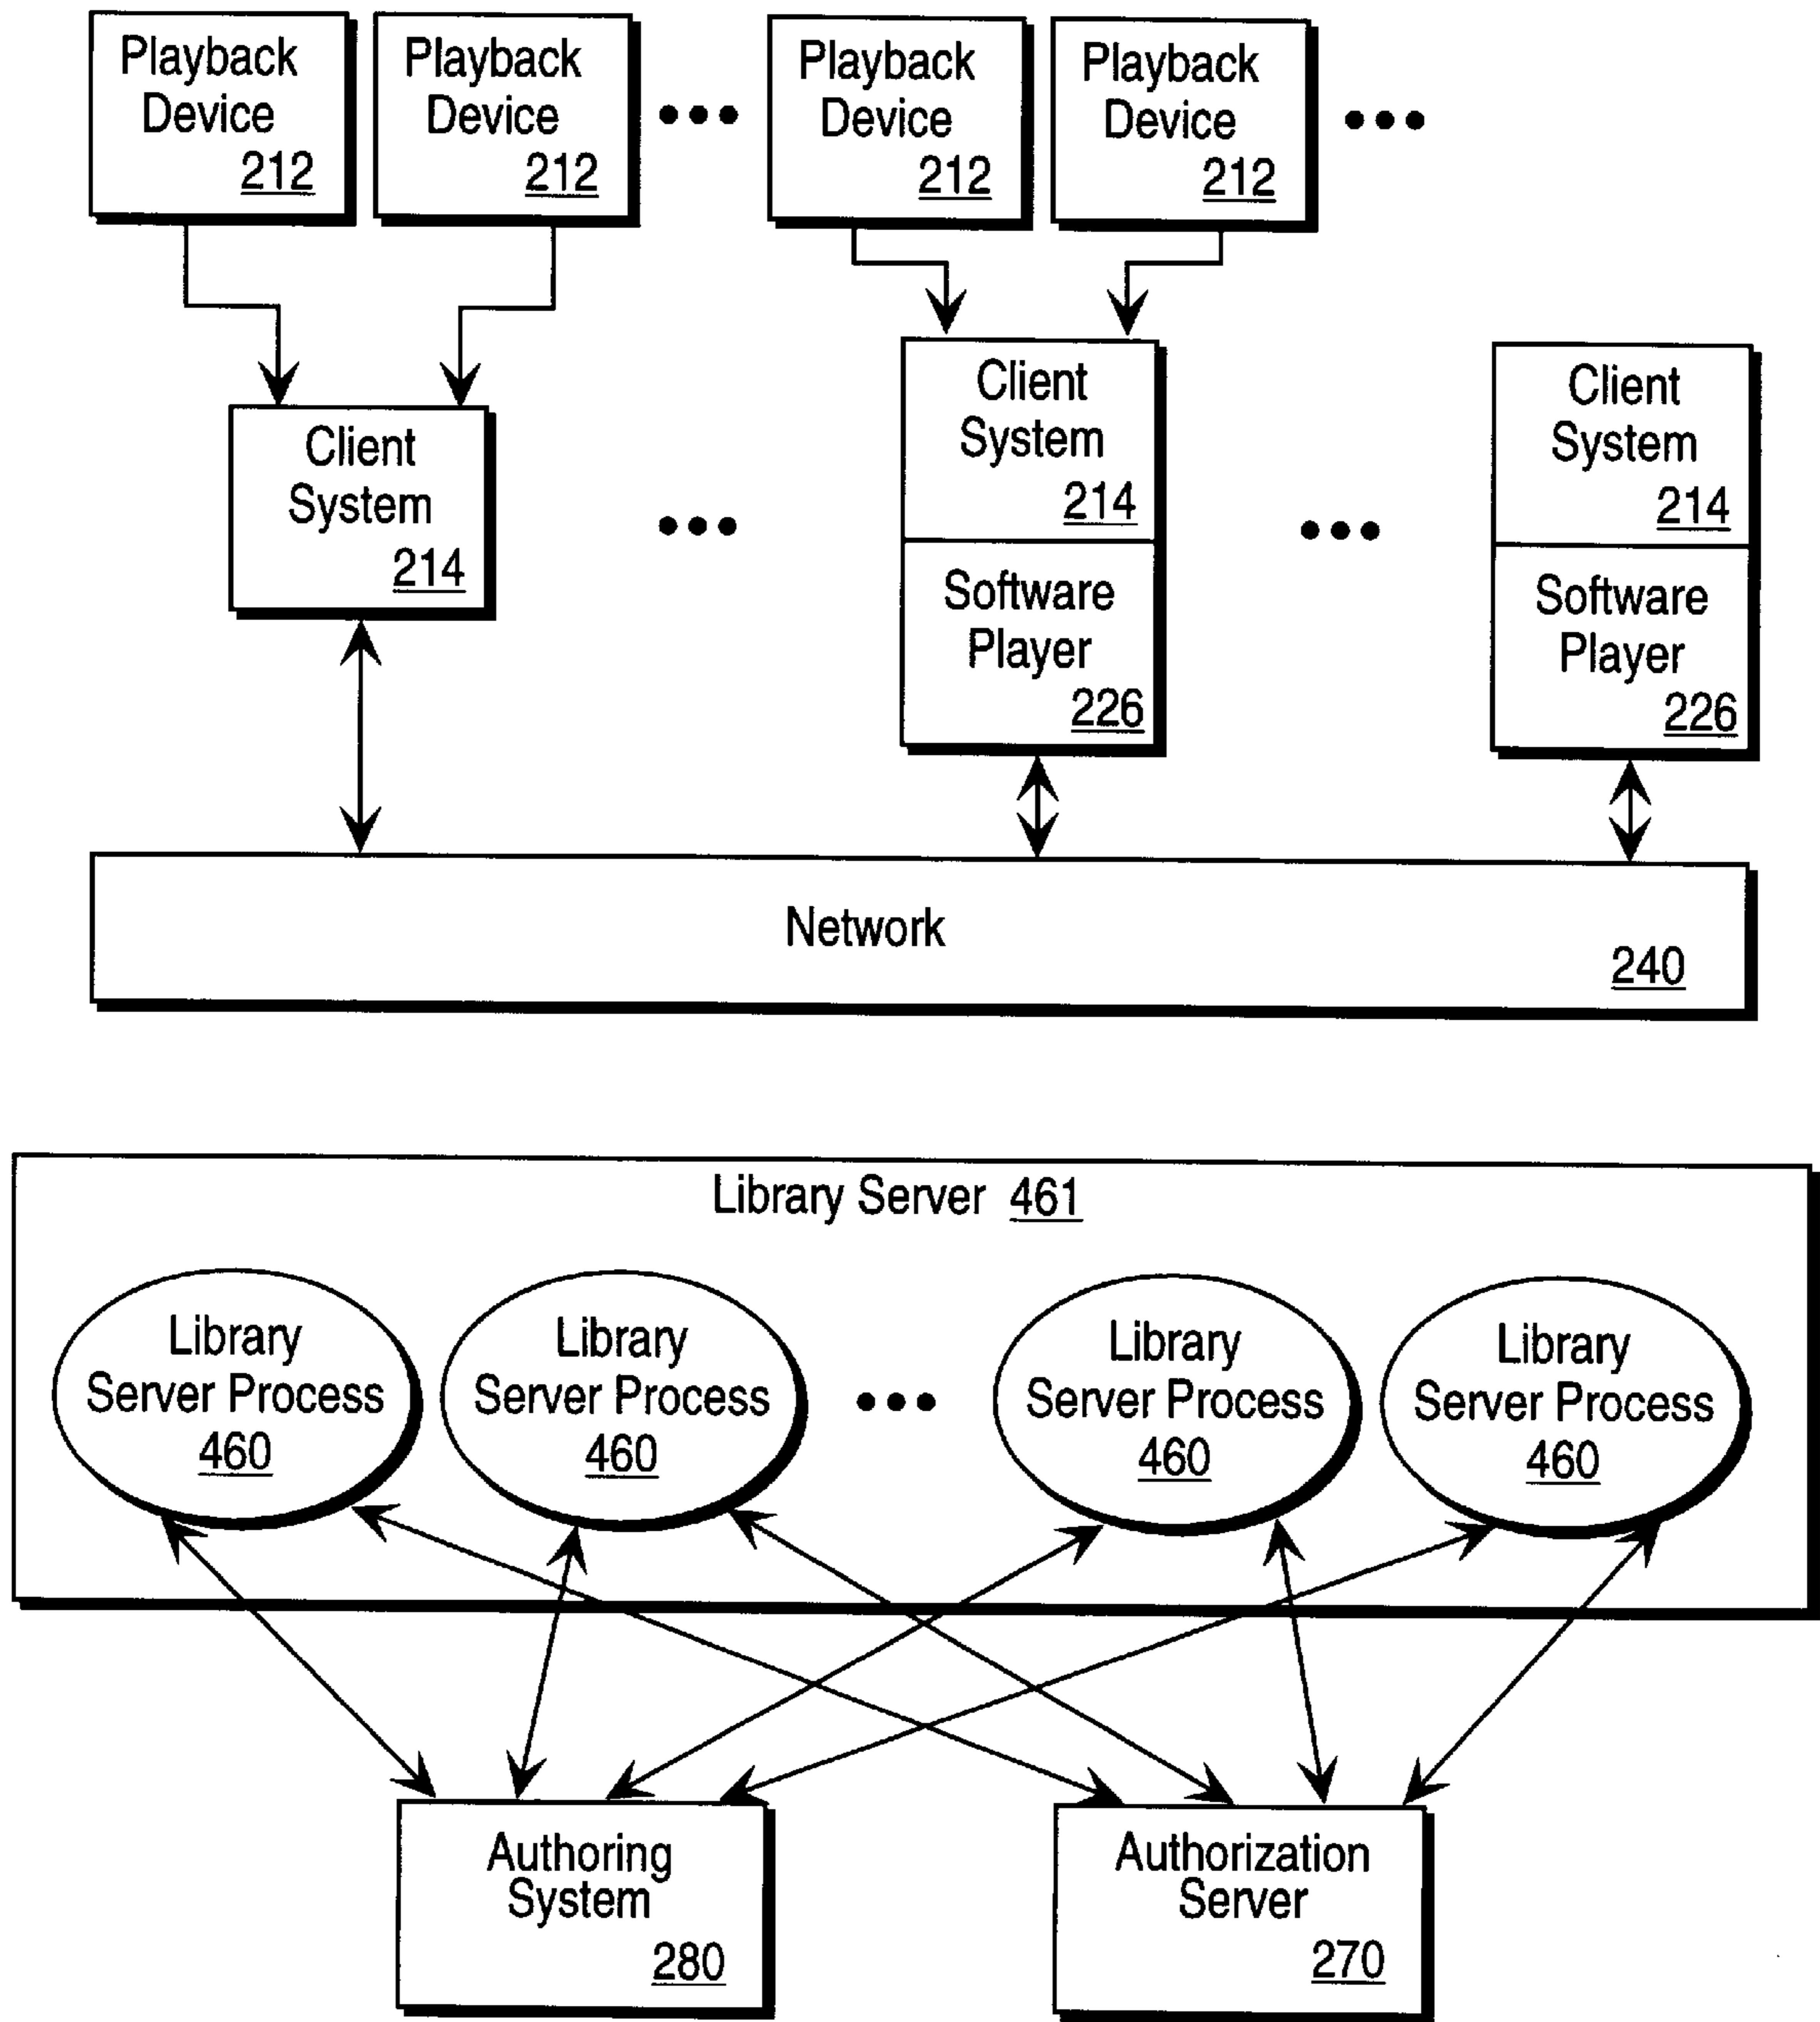 Playback
Device
212
Playback
Device
212
Playback
Device
212
Playback
Device
212
Client
System
214
Client
System
214
Software
Player
226
Client
System
214
Software
Player
226
Network
240
Library Server 461
Library
Server Process
460
Library
Server Process
460
Library
Server Process
460
Library
Server Process
460
Authoring
System
280
Authorization
Server
270